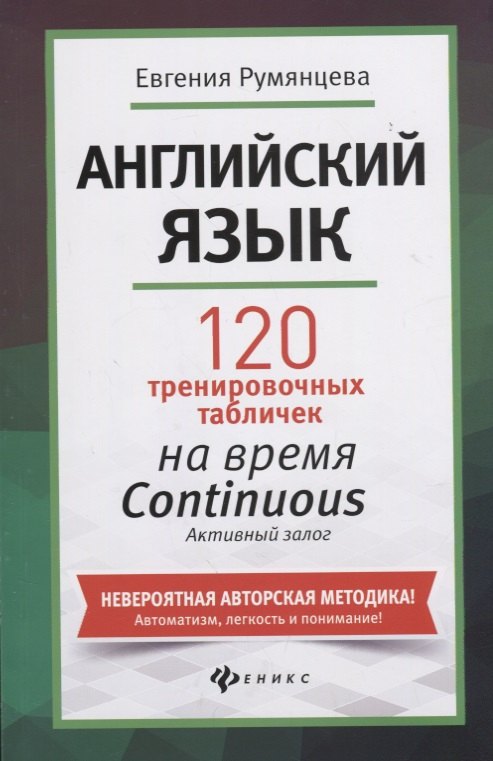 Евгения Румянцева
АНГЛИЙСКИЙ
ЯЗЫК
120
тренировочных
табличек
на время
Continuous
Активный залог
НЕВЕРОЯТНАЯ АВТОРСКАЯ МЕТОДИКА!
Автоматизм, легкость и понимание!
ФЕНИКС